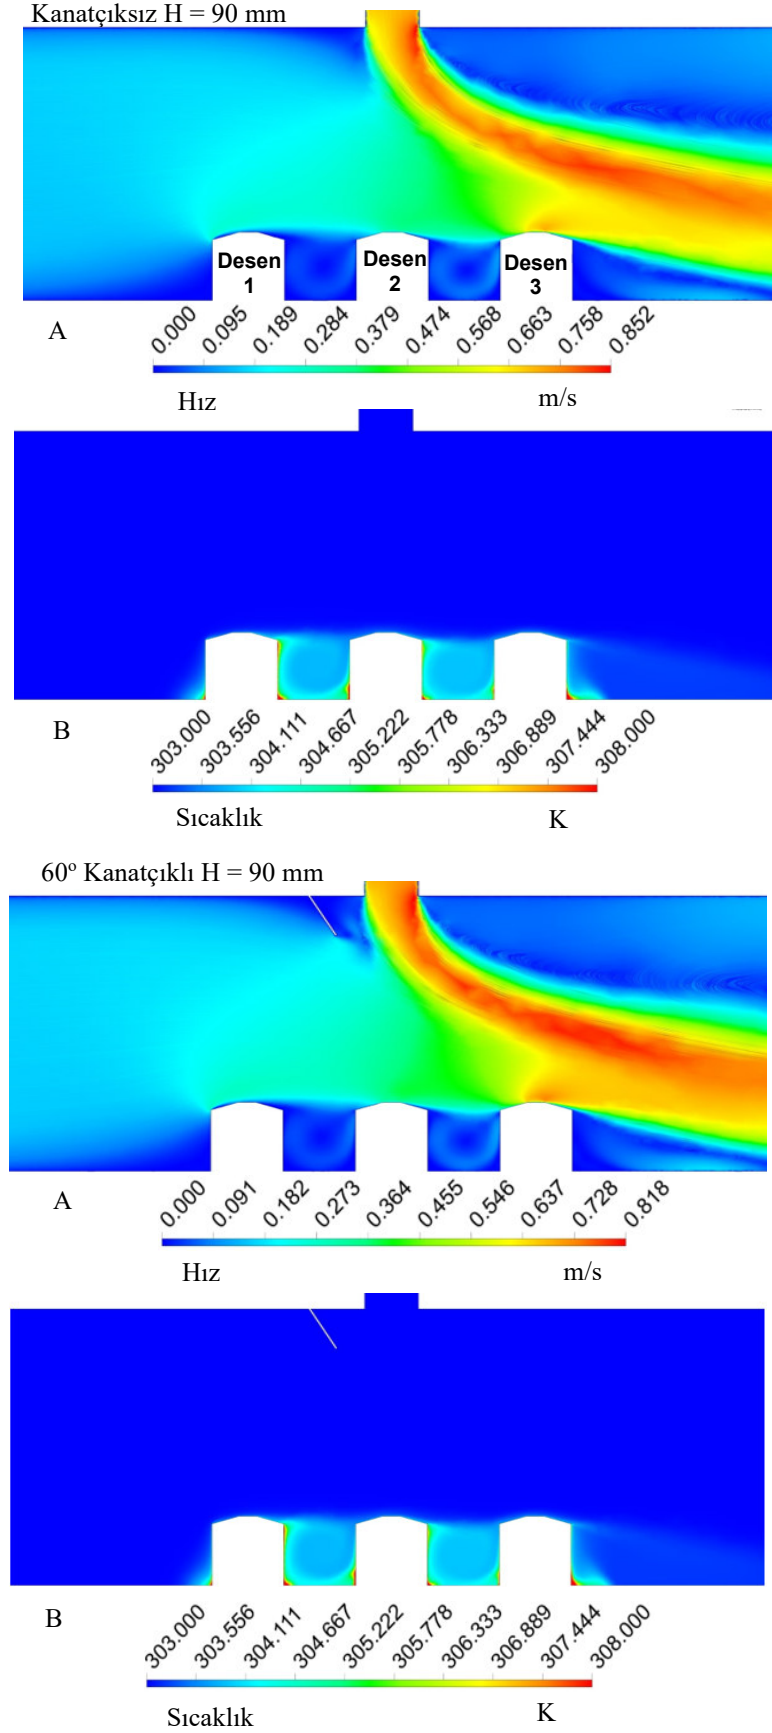 Kanatçıksız H = 90 mm
Desen
1
Desen
2
Desen
3
A
0.000 0.095 0.189 0.284 0.379 0.474 0.568 0.663 0.758 0.852
Hız m/s
B
303.000 303.556 304.111 304.667 305.222 305.778 306.333 306.889 307.444 308.000
Sıcaklık K
60° Kanatçıklı H = 90 mm
A
0.000 0.091 0.182 0.273 0.364 0.455 0.546 0.637 0.728 0.818
Hız m/s
B
303.000 303.556 304.111 304.667 305.222 305.778 306.333 306.889 307.444 308.000
Sıcaklık K